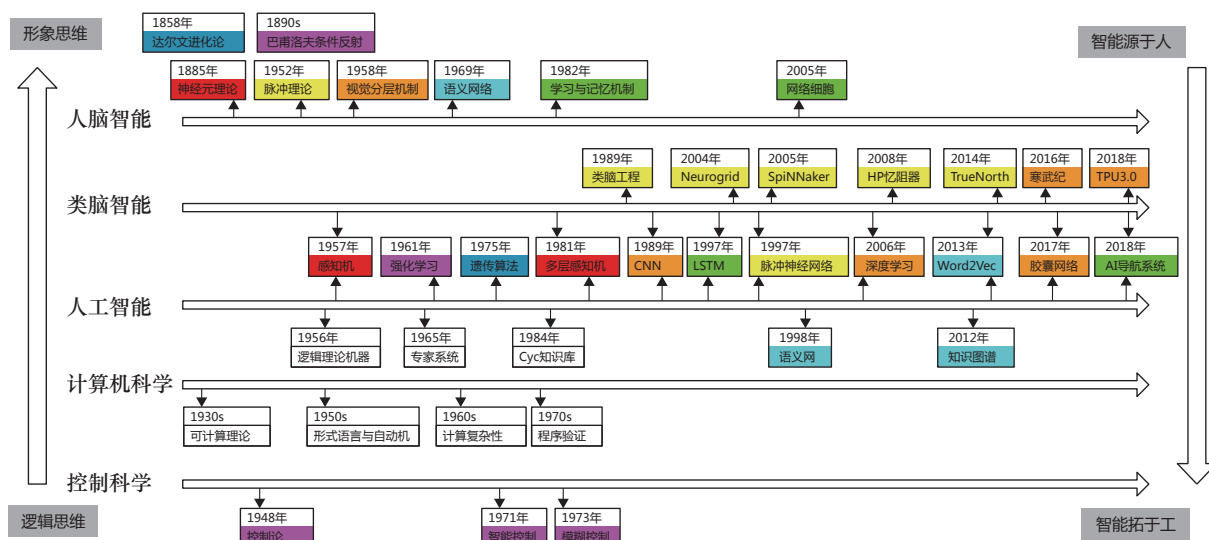 形象思维
1858年
达尔文进化论
1890s
巴甫洛夫条件反射
智能源于人
1885年
神经元理论
1952年
脉冲理论
1958年
视觉分层机制
1969年
语义网络
1982年
学习与记忆机制
2005年
网络细胞
人脑智能
1989年
类脑工程
2004年
Neurogrid
2005年
SpiNNaker
2008年
HP忆阻器
2014年
TrueNorth
2016年
寒武纪
2018年
TPU3.0
类脑智能
1957年
感知机
1961年
强化学习
1975年
遗传算法
1981年
多层感知机
1989年
CNN
1997年
LSTM
1997年
脉冲神经网络
2006年
深度学习
2013年
Word2Vec
2017年
胶囊网络
2018年
AI导航系统
人工智能
1956年
逻辑理论机器
1965年
专家系统
1984年
Cyc知识库
1998年
语义网
2012年
知识图谱
计算机科学
1930s
可计算理论
1950s
形式语言与自动机
1960s
计算复杂性
1970s
程序验证
控制科学
逻辑思维
1948年
控制论
1971年
智能控制
1973年
模糊控制
智能拓于工